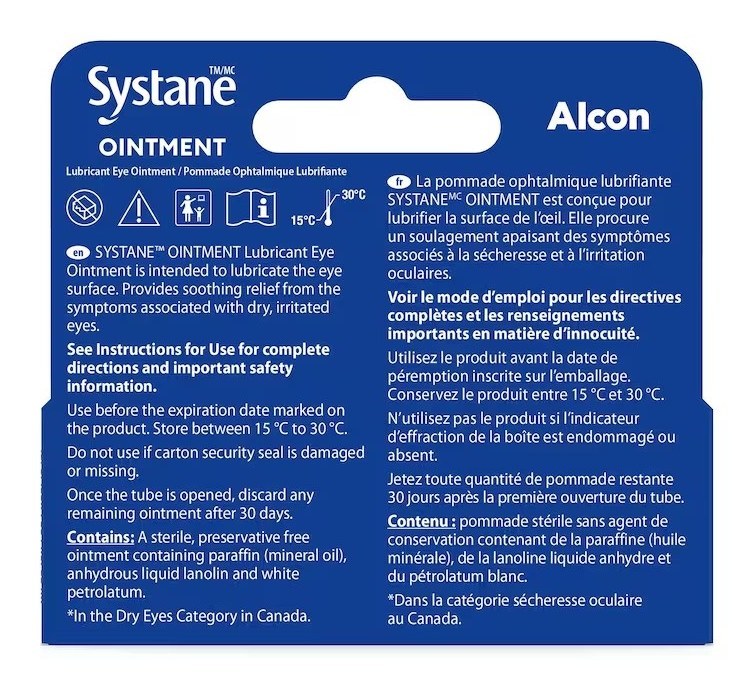 Systane™/MC
OINTMENT
Lubricant Eye Ointment / Pommade Ophtalmique Lubrifiante
15°C 30°C
en SYSTANE™ OINTMENT Lubricant Eye
Ointment is intended to lubricate the eye
surface. Provides soothing relief from the
symptoms associated with dry, irritated
eyes.
See Instructions for Use for complete
directions and important safety
information.
Use before the expiration date marked on
the product. Store between 15 °C to 30 °C.
Do not use if carton security seal is damaged
or missing.
Once the tube is opened, discard any
remaining ointment after 30 days.
Contains: A sterile, preservative free
ointment containing paraffin (mineral oil),
anhydrous liquid lanolin and white
petrolatum.
*In the Dry Eyes Category in Canada.
Alcon
fr La pommade ophtalmique lubrifiante
SYSTANEᴹᶜ OINTMENT est conçue pour
lubrifier la surface de l’œil. Elle procure
un soulagement apaisant des symptômes
associés à la sécheresse et à l’irritation
oculaires.
Voir le mode d’emploi pour les directives
complètes et les renseignements
importants en matière d’innocuité.
Utilisez le produit avant la date de
péremption inscrite sur l’emballage.
Conservez le produit entre 15 °C et 30 °C.
N’utilisez pas le produit si l’indicateur
d’effraction de la boîte est endommagé ou
absent.
Jetez toute quantité de pommade restante
30 jours après la première ouverture du tube.
Contenu : pommade stérile sans agent de
conservation contenant de la paraffine (huile
minérale), de la lanoline liquide anhydre et
du pétrolatum blanc.
*Dans la catégorie sécheresse oculaire
au Canada.